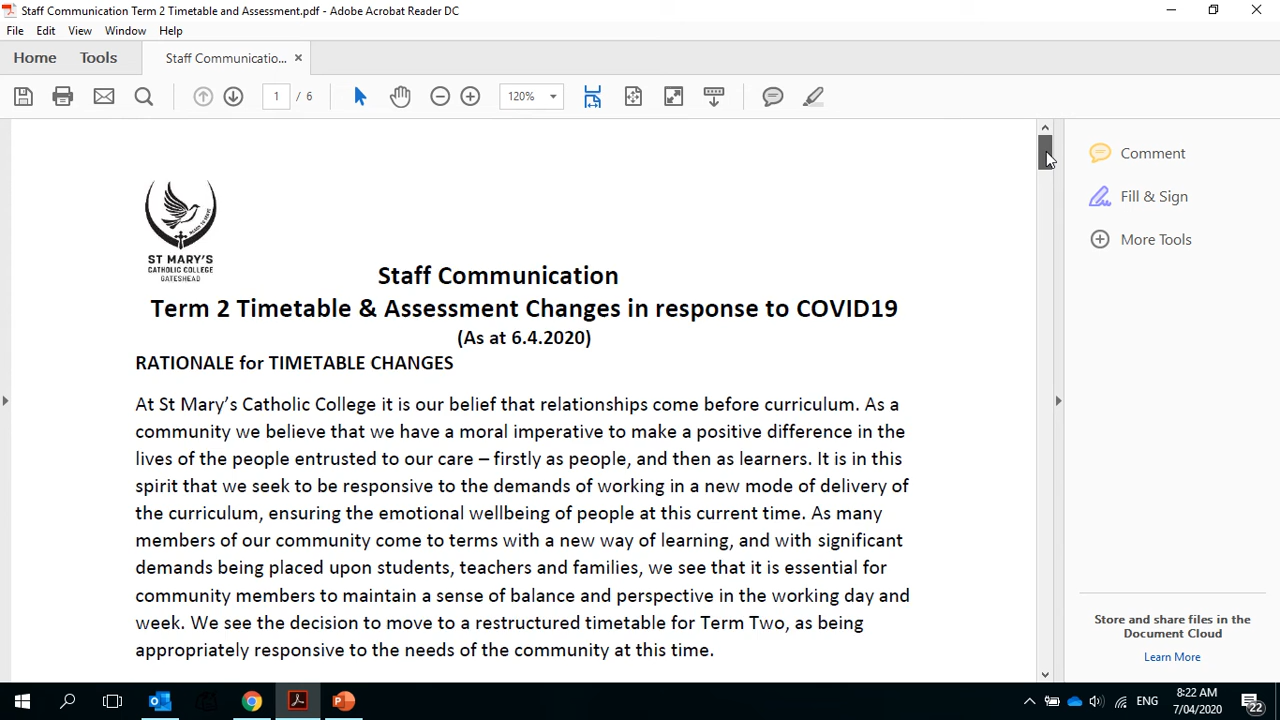 Staff Communication Term 2 Timetable and Assessment.pdf - Adobe Acrobat Reader DC
File Edit View Window Help
Home Tools Staff Communicatio... ×
1 / 6 120%
ST MARY'S
CATHOLIC COLLEGE
GATESHEAD
Staff Communication
Term 2 Timetable & Assessment Changes in response to COVID19
(As at 6.4.2020)
RATIONALE for TIMETABLE CHANGES
At St Mary’s Catholic College it is our belief that relationships come before curriculum. As a
community we believe that we have a moral imperative to make a positive difference in the
lives of the people entrusted to our care – firstly as people, and then as learners. It is in this
spirit that we seek to be responsive to the demands of working in a new mode of delivery of
the curriculum, ensuring the emotional wellbeing of people at this current time. As many
members of our community come to terms with a new way of learning, and with significant
demands being placed upon students, teachers and families, we see that it is essential for
community members to maintain a sense of balance and perspective in the working day and
week. We see the decision to move to a restructured timetable for Term Two, as being
appropriately responsive to the needs of the community at this time.
Comment
Fill & Sign
More Tools
Store and share files in the
Document Cloud
Learn More
ENG
8:22 AM
7/04/2020
22